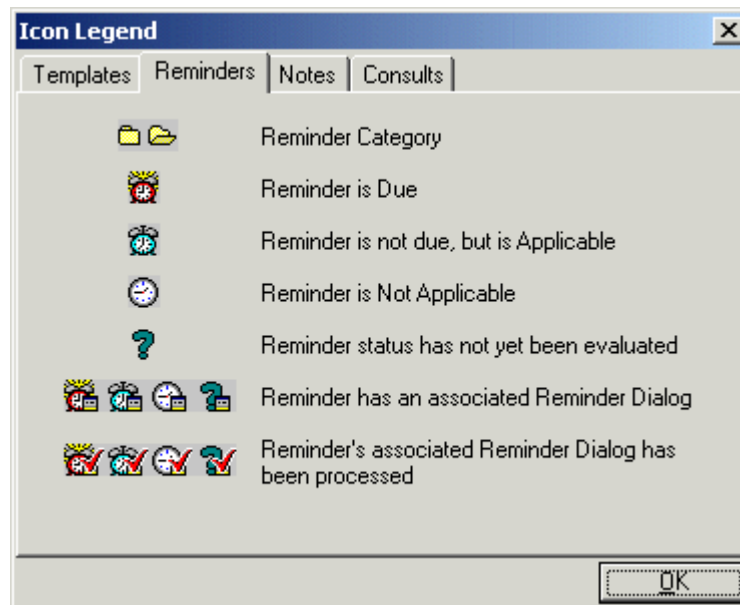 Icon Legend
Templates Reminders Notes Consults
Reminder Category
Reminder is Due
Reminder is not due, but is Applicable
Reminder is Not Applicable
Reminder status has not yet been evaluated
Reminder has an associated Reminder Dialog
Reminder's associated Reminder Dialog has
been processed
OK